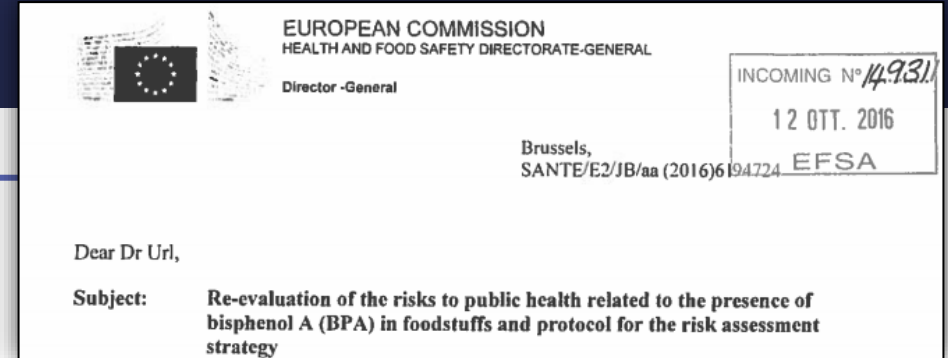 EUROPEAN COMMISSION
HEALTH AND FOOD SAFETY DIRECTORATE-GENERAL
Director -General
INCOMING N° 14931
12 OTT. 2016
EFSA
Brussels,
SANTE/E2/JB/aa (2016)6194724
Dear Dr Url,
Subject: Re-evaluation of the risks to public health related to the presence of
bisphenol A (BPA) in foodstuffs and protocol for the risk assessment
strategy